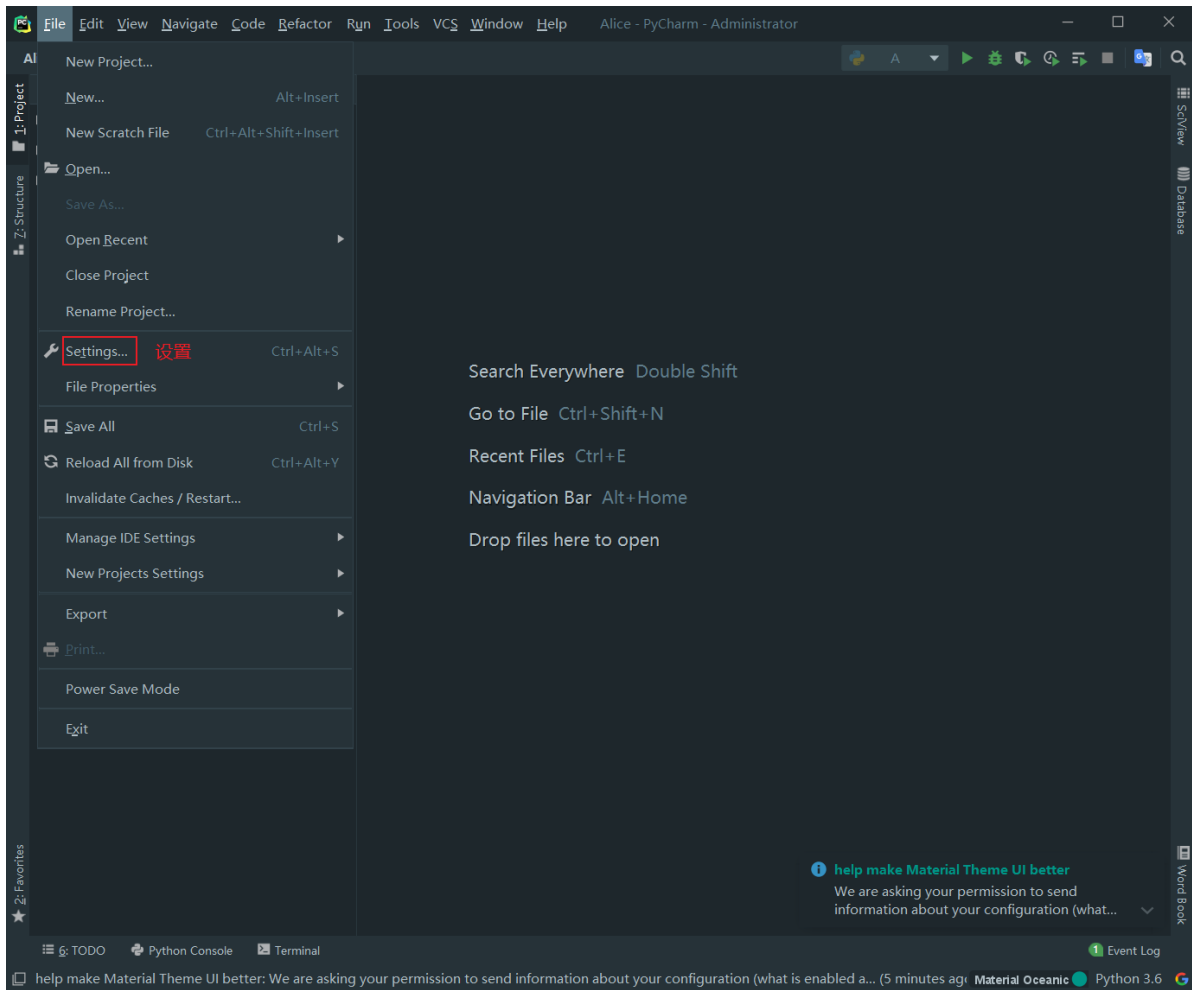 File Edit View Navigate Code Refactor Run Tools VCS Window Help Alice - PyCharm - Administrator
Al
A
New Project...
New... Alt+Insert
New Scratch File Ctrl+Alt+Shift+Insert
Open...
Save As...
Open Recent
Close Project
Rename Project...
Settings... 设置 Ctrl+Alt+S
File Properties
Save All Ctrl+S
Reload All from Disk Ctrl+Alt+Y
Invalidate Caches / Restart...
Manage IDE Settings
New Projects Settings
Export
Print...
Power Save Mode
Exit
1: Project
Z: Structure
2: Favorites
Search Everywhere Double Shift
Go to File Ctrl+Shift+N
Recent Files Ctrl+E
Navigation Bar Alt+Home
Drop files here to open
SciView
Database
Word Book
help make Material Theme UI better
We are asking your permission to send
information about your configuration (what...
6: TODO Python Console Terminal 1 Event Log
help make Material Theme UI better: We are asking your permission to send information about your configuration (what is enabled a... (5 minutes ag Material Oceanic Python 3.6